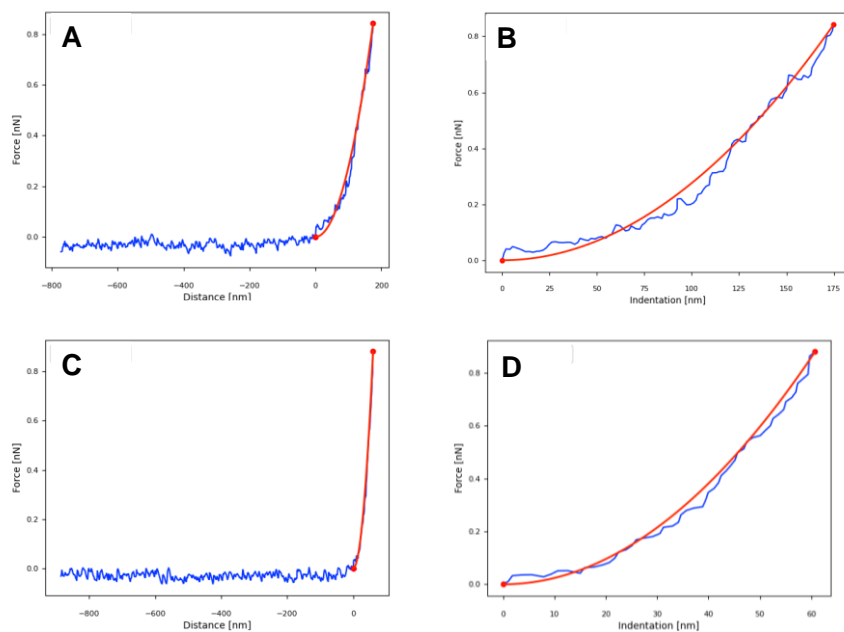 A
Force [nN]
0.8
0.6
0.4
0.2
0.0
−800 −600 −400 −200 0 200
Distance [nm]
B
Force [nN]
0.8
0.6
0.4
0.2
0.0
0 25 50 75 100 125 150 175
Indentation [nm]
C
Force [nN]
0.8
0.6
0.4
0.2
0.0
−800 −600 −400 −200 0
Distance [nm]
D
Force [nN]
0.8
0.6
0.4
0.2
0.0
0 10 20 30 40 50 60
Indentation [nm]